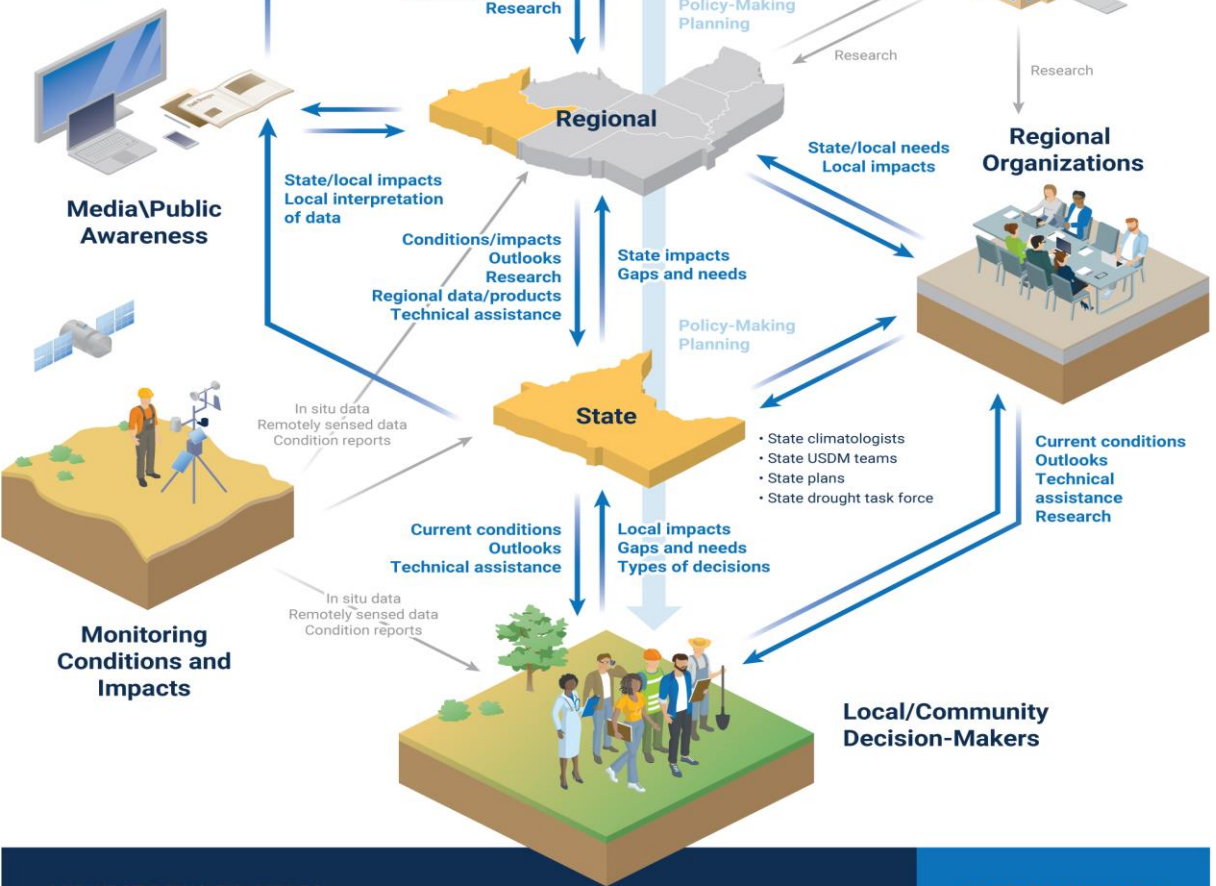 Research
Policy-Making
Planning
Research
Research
Regional
Regional
Organizations
State/local needs
Local impacts
Media\Public
Awareness
State/local impacts
Local interpretation
of data
Conditions/impacts
Outlooks
Research
Regional data/products
Technical assistance
State impacts
Gaps and needs
Policy-Making
Planning
In situ data
Remotely sensed data
Condition reports
State
• State climatologists
• State USDM teams
• State plans
• State drought task force
Current conditions
Outlooks
Technical
assistance
Research
Current conditions
Outlooks
Technical assistance
Local impacts
Gaps and needs
Types of decisions
In situ data
Remotely sensed data
Condition reports
Monitoring
Conditions and
Impacts
Local/Community
Decision-Makers